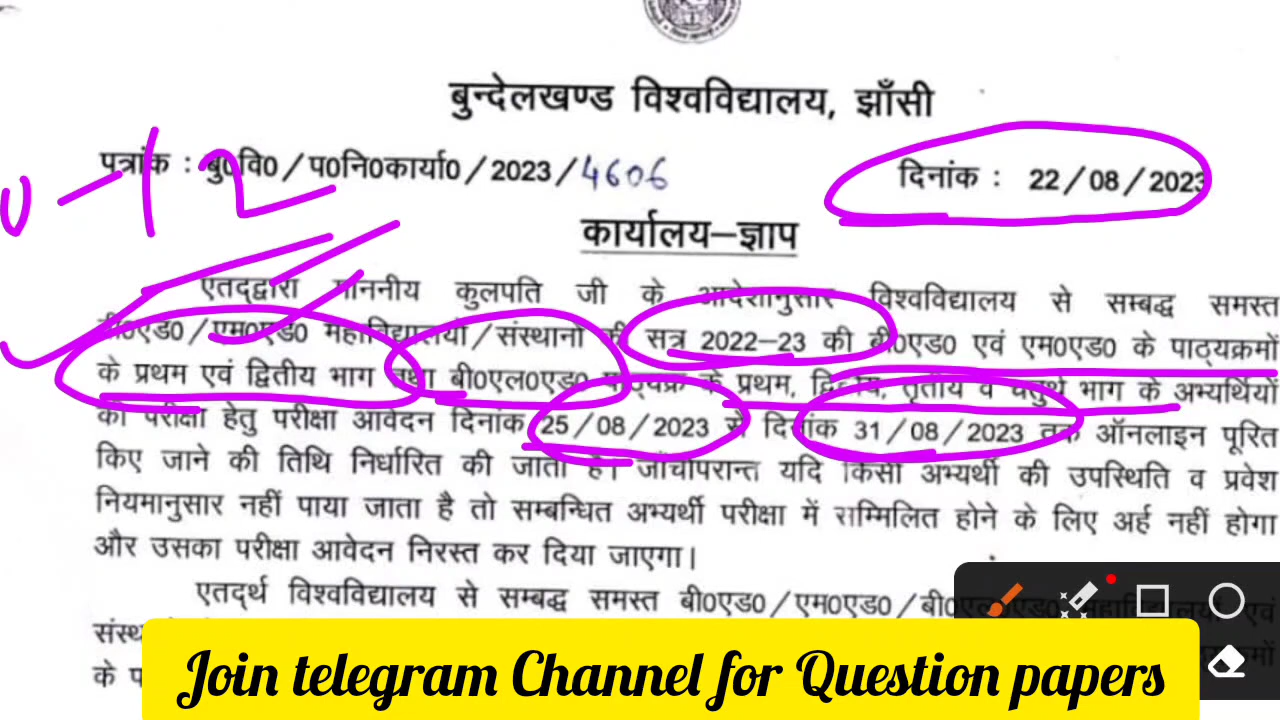 बुन्देलखण्ड विश्वविद्यालय, झाँसी
पत्रांक : बु0वि0/प0नि0कार्या0/2023/4606 दिनांक : 22/08/2023
कार्यालय–ज्ञाप
एतद्द्वारा माननीय कुलपति जी के आदेशानुसार विश्वविद्यालय से सम्बद्ध समस्त
बी0एड0/एम0एड0 महाविद्यालयों/संस्थानों की सत्र 2022–23 की बी0एड0 एवं एम0एड0 के पाठ्यक्रमों
के प्रथम एवं द्वितीय भाग तथा बी0एल0एड0 के प्रथम, द्वितीय, तृतीय व चतुर्थ भाग के अभ्यर्थियों
की परीक्षा हेतु परीक्षा आवेदन दिनांक 25/08/2023 से दिनांक 31/08/2023 तक ऑनलाइन पूरित
किए जाने की तिथि निर्धारित की जाती है। जाँचोपरान्त यदि किसी अभ्यर्थी की उपस्थिति व प्रवेश
नियमानुसार नहीं पाया जाता है तो सम्बन्धित अभ्यर्थी परीक्षा में सम्मिलित होने के लिए अर्ह नहीं होगा
और उसका परीक्षा आवेदन निरस्त कर दिया जाएगा।
एतदर्थ विश्वविद्यालय से सम्बद्ध समस्त बी0एड0/एम0एड0/बी0एल0एड0 महाविद्यालयों एवं
Join telegram Channel for Question papers